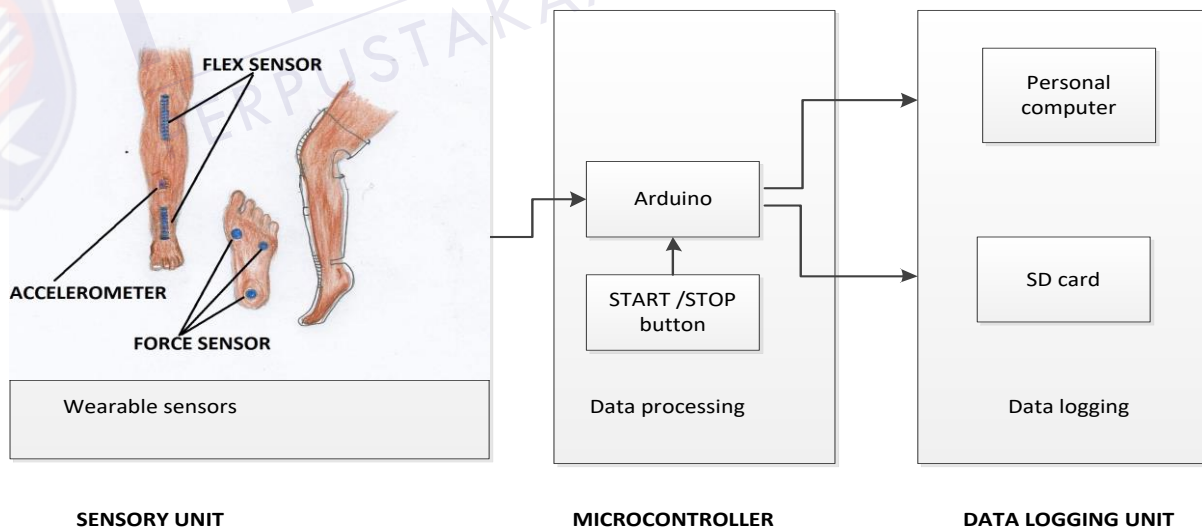 ERPUSTAKAA
FLEX SENSOR
ACCELEROMETER
FORCE SENSOR
Wearable sensors
SENSORY UNIT
Arduino
START /STOP
button
Data processing
MICROCONTROLLER
Personal
computer
SD card
Data logging
DATA LOGGING UNIT